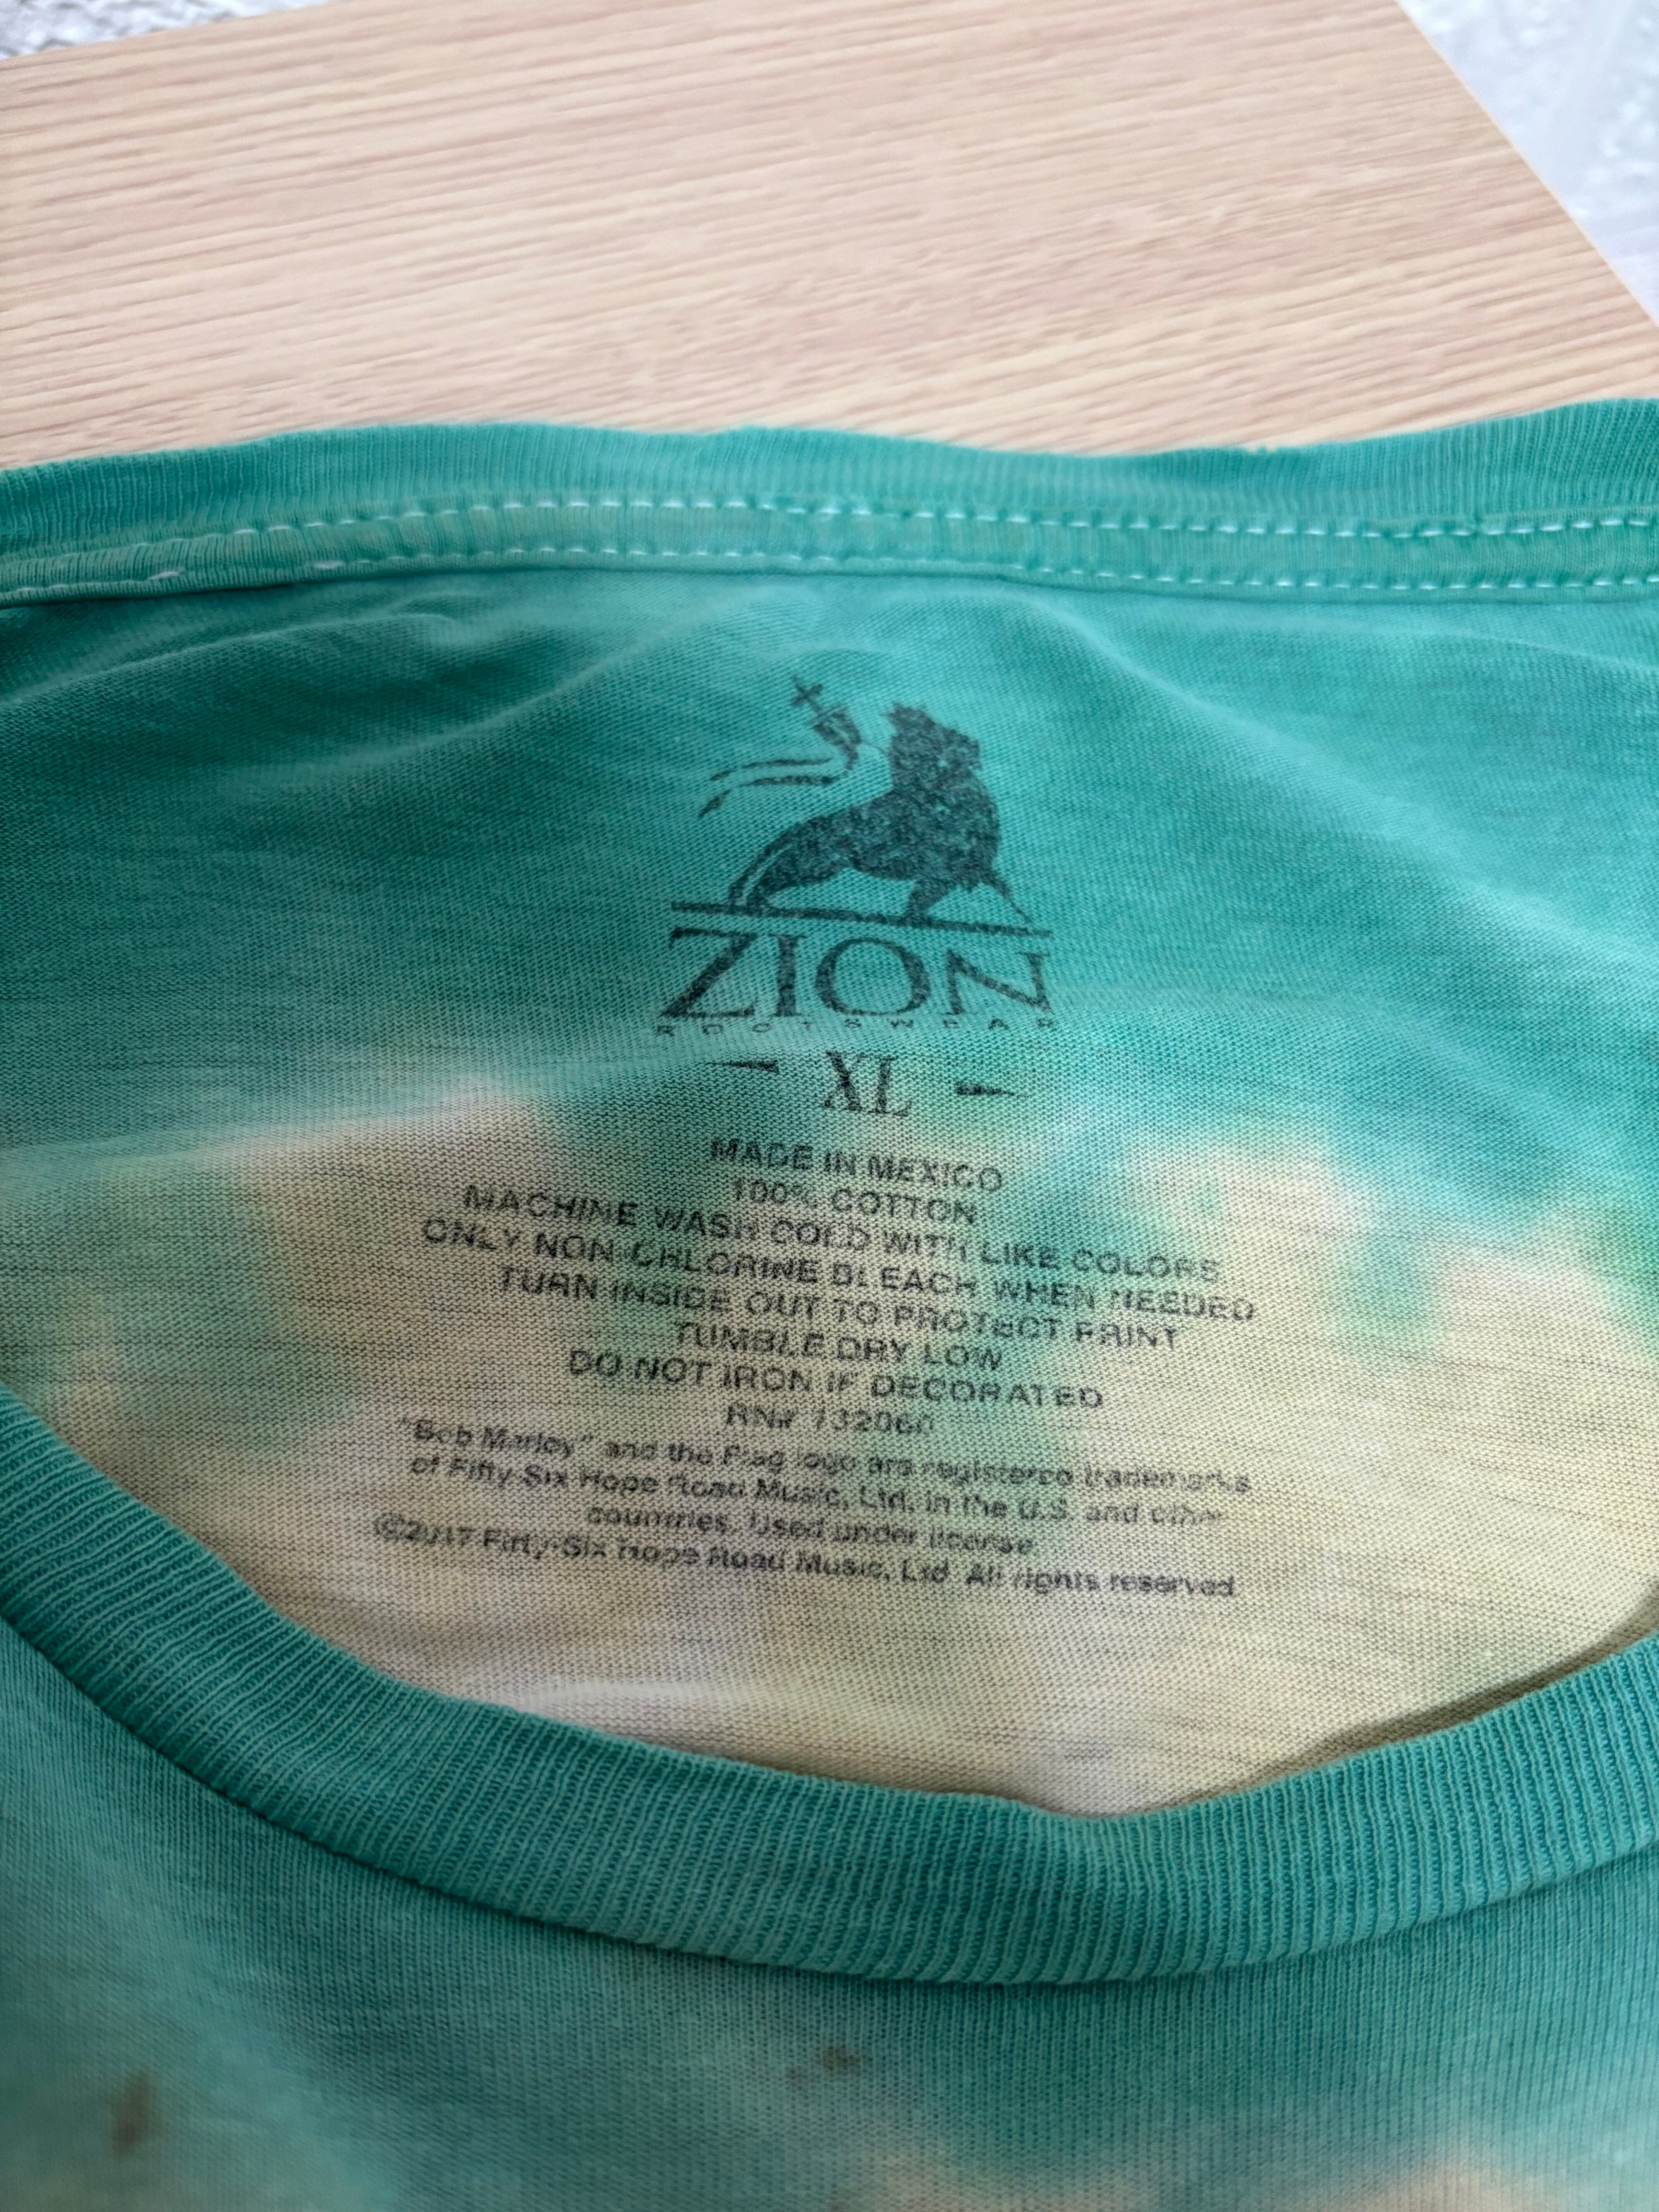 ZION
ROOTSWEAR
XL
MADE IN MEXICO
100% COTTON
MACHINE WASH COLD WITH LIKE COLORS
ONLY NON-CHLORINE BLEACH WHEN NEEDED
TURN INSIDE OUT TO PROTECT PRINT
TUMBLE DRY LOW
DO NOT IRON IF DECORATED
RN# 132060
"Bob Marley" and the Flag logo are registered trademarks
of Fifty-Six Hope Road Music, Ltd. in the U.S. and other
countries. Used under license.
©2017 Fifty-Six Hope Road Music, Ltd. All rights reserved